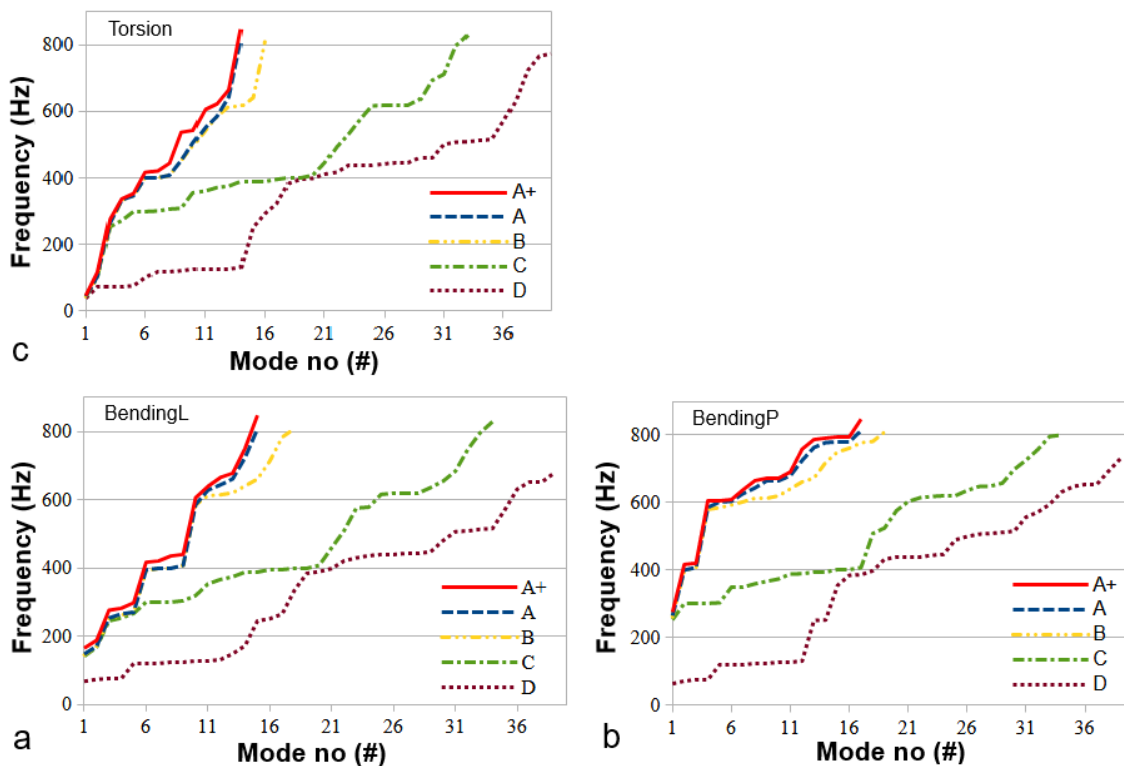 Torsion
Frequency (Hz)
800
600
400
200
0
A+
A
B
C
D
1 6 11 16 21 26 31 36
Mode no (#)
c
BendingL
Frequency (Hz)
800
600
400
200
0
A+
A
B
C
D
1 6 11 16 21 26 31 36
Mode no (#)
a
BendingP
Frequency (Hz)
800
600
400
200
0
A+
A
B
C
D
1 6 11 16 21 26 31 36
Mode no (#)
b